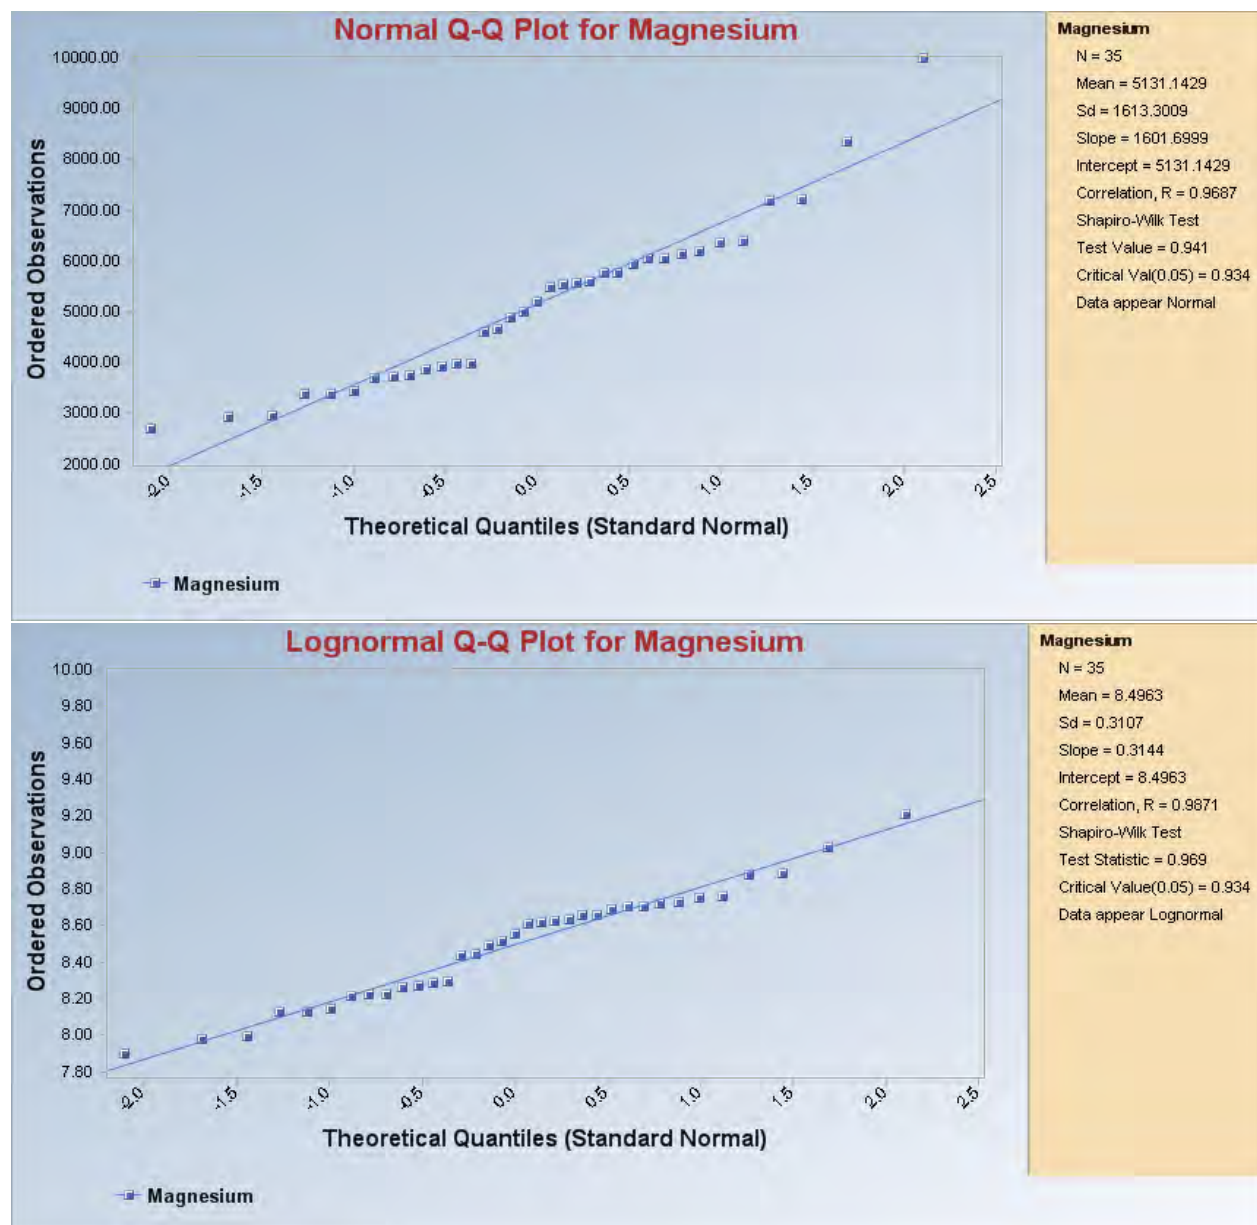 Normal Q-Q Plot for Magnesium
10000.00
9000.00
8000.00
7000.00
6000.00
5000.00
4000.00
3000.00
2000.00
Ordered Observations
-2.0
-1.5
-1.0
-0.5
0.0
0.5
1.0
1.5
2.0
2.5
Theoretical Quantiles (Standard Normal)
Magnesium
Magnesium
N = 35
Mean = 5131.1429
Sd = 1613.3009
Slope = 1601.6999
Intercept = 5131.1429
Correlation, R = 0.9687
Shapiro-Wilk Test
Test Value = 0.941
Critical Val(0.05) = 0.934
Data appear Normal
Lognormal Q-Q Plot for Magnesium
10.00
9.80
9.60
9.40
9.20
9.00
8.80
8.60
8.40
8.20
8.00
7.80
Ordered Observations
-2.0
-1.5
-1.0
-0.5
0.0
0.5
1.0
1.5
2.0
2.5
Theoretical Quantiles (Standard Normal)
Magnesium
Magnesium
N = 35
Mean = 8.4963
Sd = 0.3107
Slope = 0.3144
Intercept = 8.4963
Correlation, R = 0.9871
Shapiro-Wilk Test
Test Statistic = 0.969
Critical Value(0.05) = 0.934
Data appear Lognormal